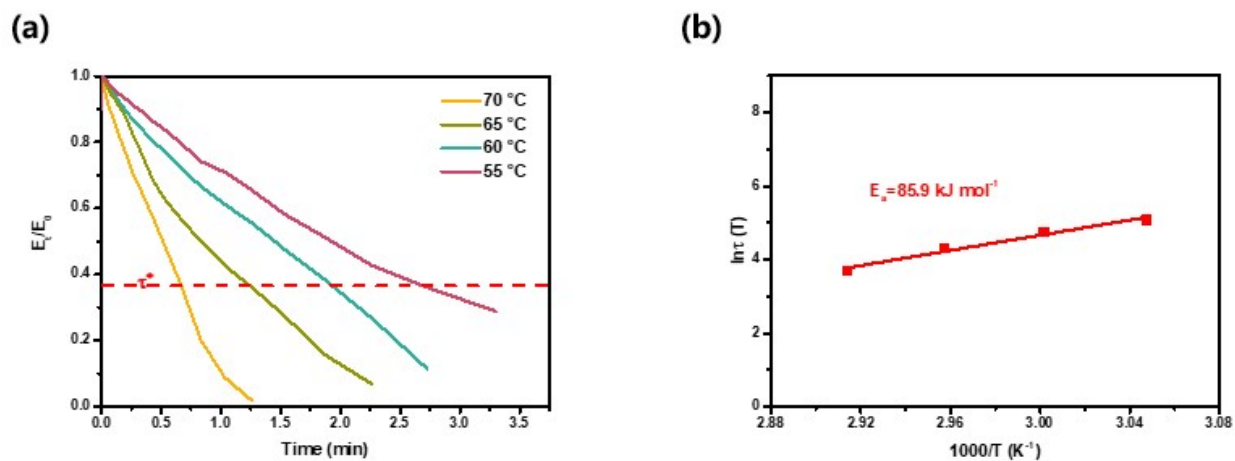 (a)
(b)
1.0
0.8
0.6
0.4
0.2
0.0
Eₜ/E₀
70 °C
65 °C
60 °C
55 °C
τ*
0.0 0.5 1.0 1.5 2.0 2.5 3.0 3.5
Time (min)
8
6
4
2
0
lnτ (T)
Eₐ=85.9 kJ mol⁻¹
2.88 2.92 2.96 3.00 3.04 3.08
1000/T (K⁻¹)